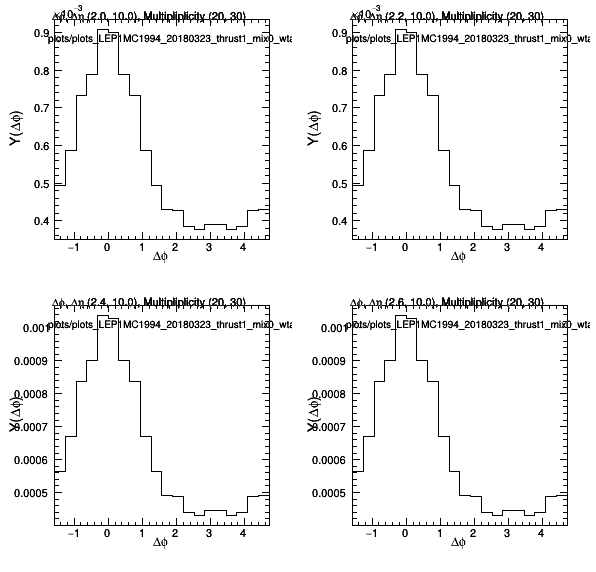 Δφ, Δη (2.0, 10.0), Multipliplicity (20, 30)
×10⁻³
plots/plots_LEP1MC1994_20180323_thrust1_mix0_wta
Y(Δφ)
0.9
0.8
0.7
0.6
0.5
0.4
−1 0 1 2 3 4
Δφ
Δφ, Δη (2.2, 10.0), Multipliplicity (20, 30)
×10⁻³
plots/plots_LEP1MC1994_20180323_thrust1_mix0_wta
Y(Δφ)
0.9
0.8
0.7
0.6
0.5
0.4
−1 0 1 2 3 4
Δφ
Δφ, Δη (2.4, 10.0), Multipliplicity (20, 30)
plots/plots_LEP1MC1994_20180323_thrust1_mix0_wta
Y(Δφ)
0.001
0.0009
0.0008
0.0007
0.0006
0.0005
−1 0 1 2 3 4
Δφ
Δφ, Δη (2.6, 10.0), Multipliplicity (20, 30)
plots/plots_LEP1MC1994_20180323_thrust1_mix0_wta
Y(Δφ)
0.001
0.0009
0.0008
0.0007
0.0006
0.0005
−1 0 1 2 3 4
Δφ